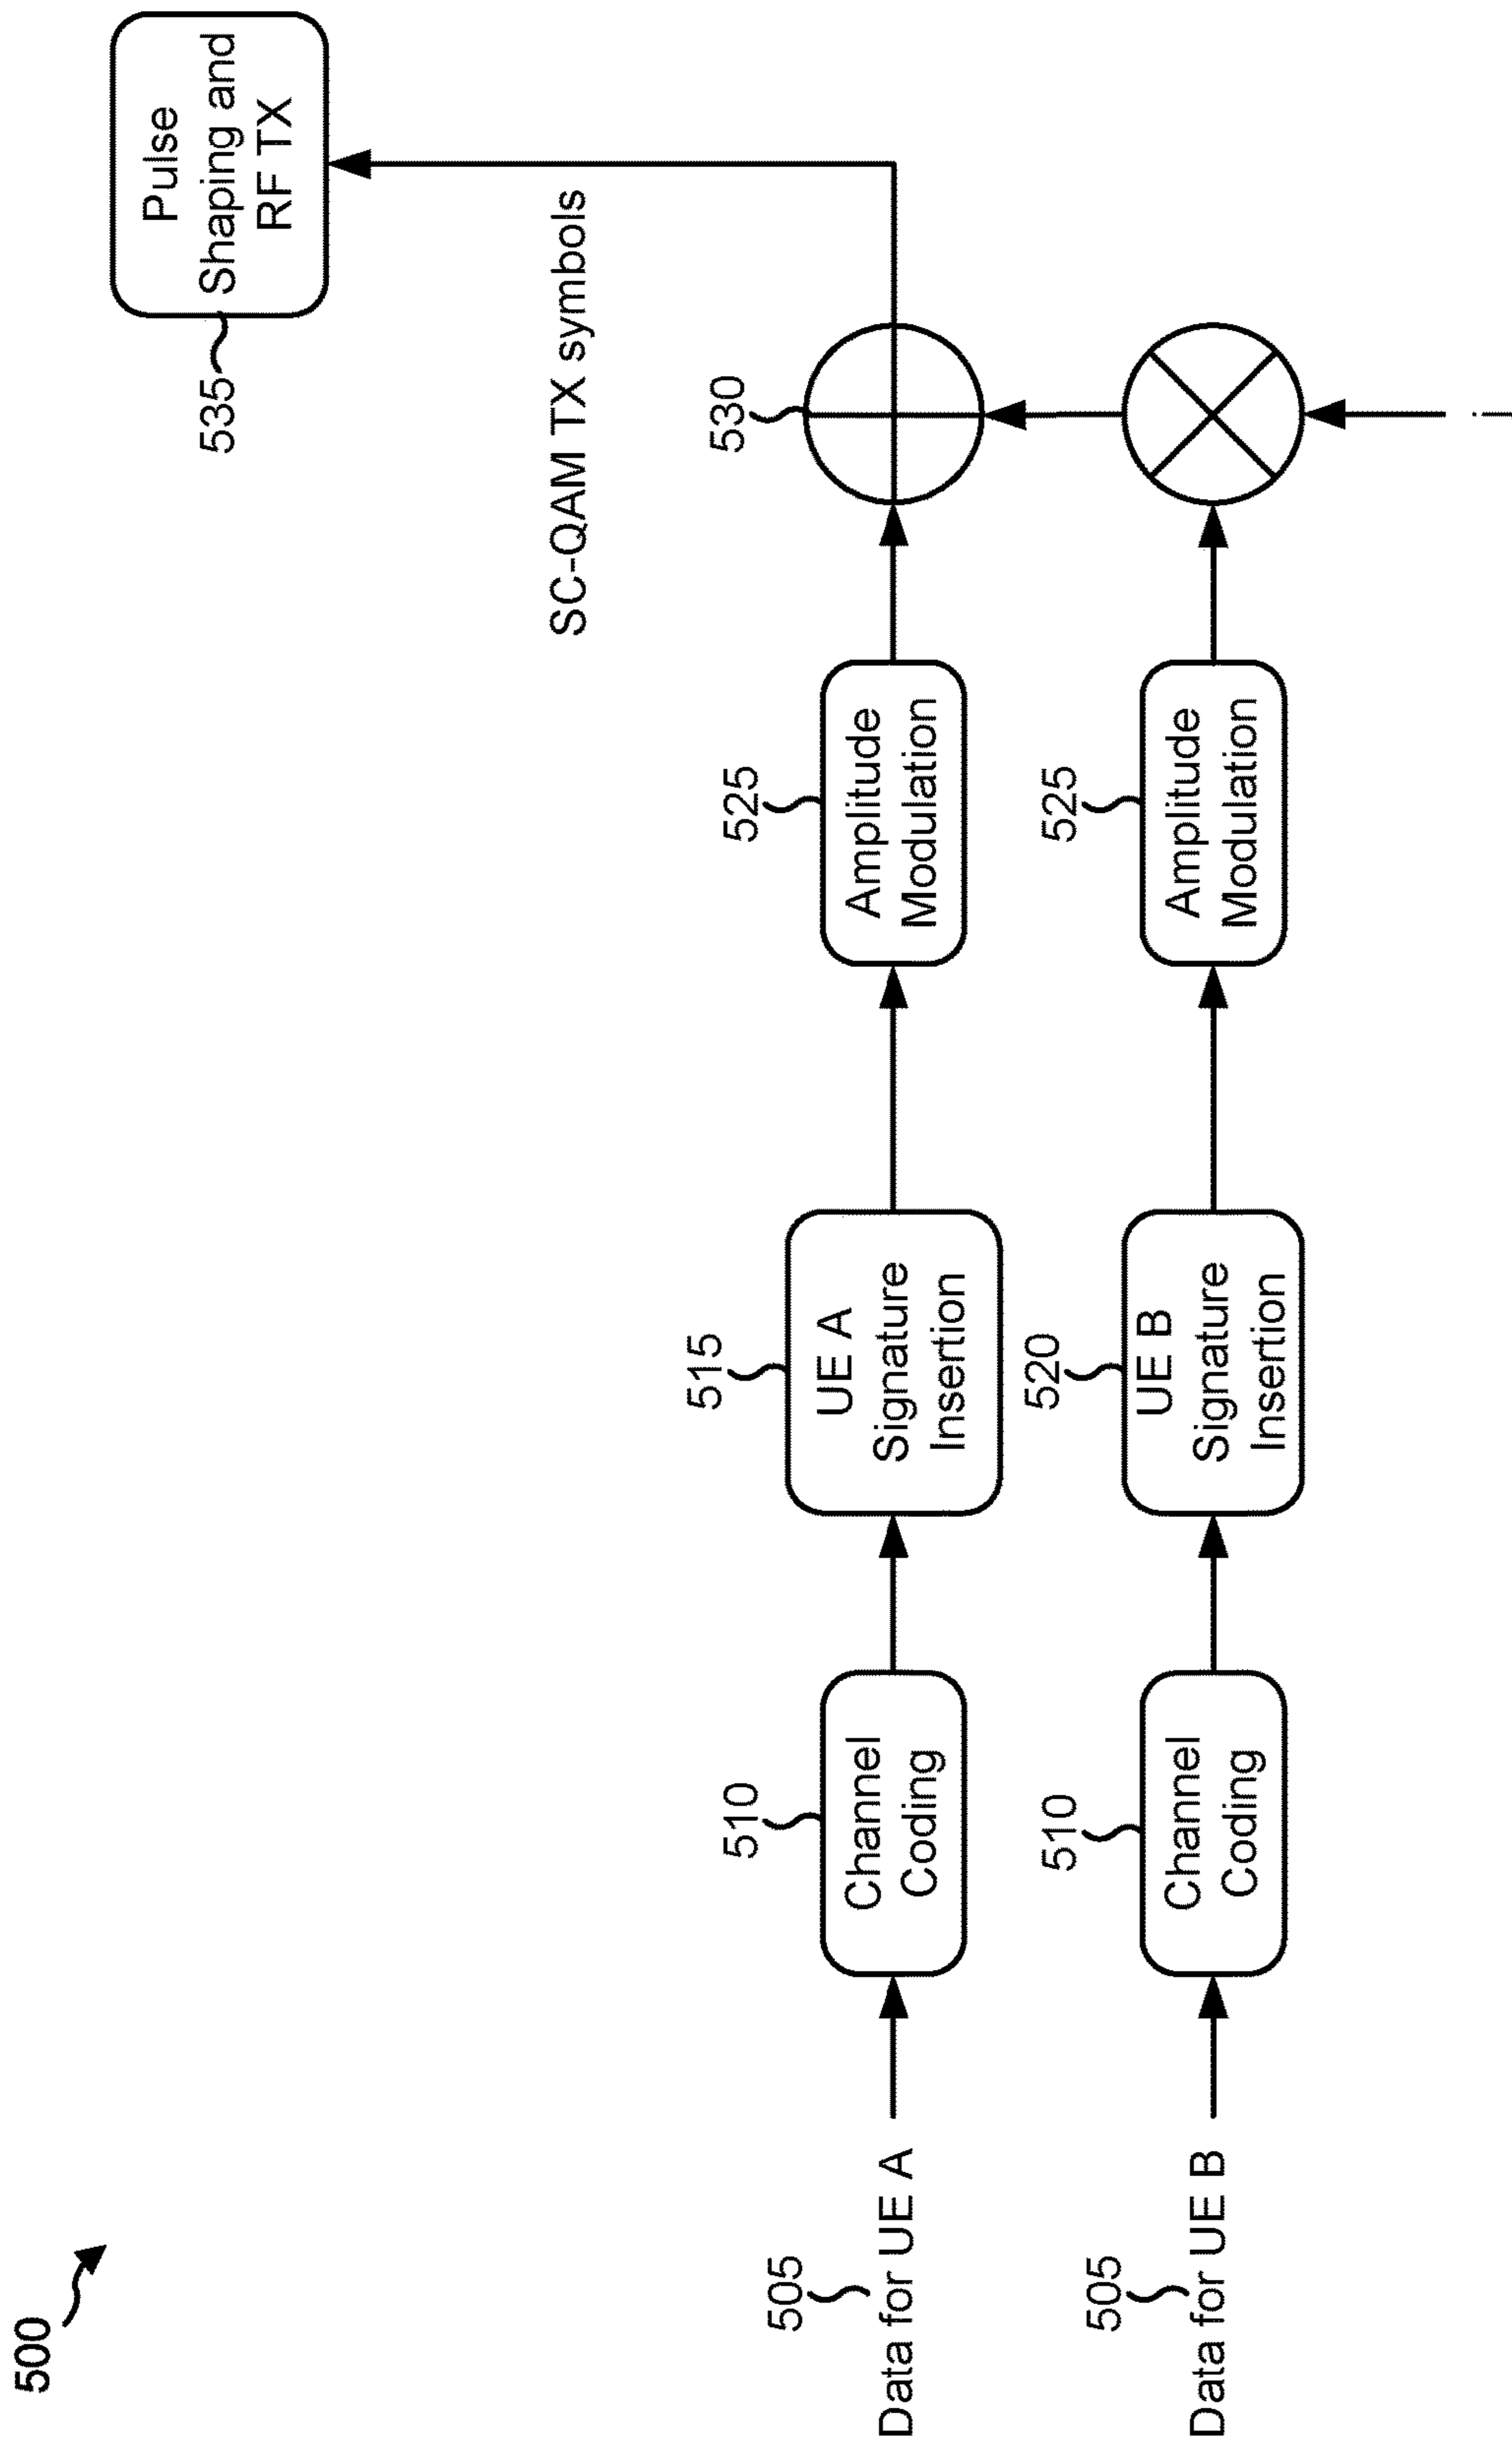 500
Pulse
Shaping and
RF TX
535
SC-QAM TX symbols
505
Data for UE A
510
Channel
Coding
515
UE A
Signature
Insertion
525
Amplitude
Modulation
530
505
Data for UE B
510
Channel
Coding
520
UE B
Signature
Insertion
525
Amplitude
Modulation